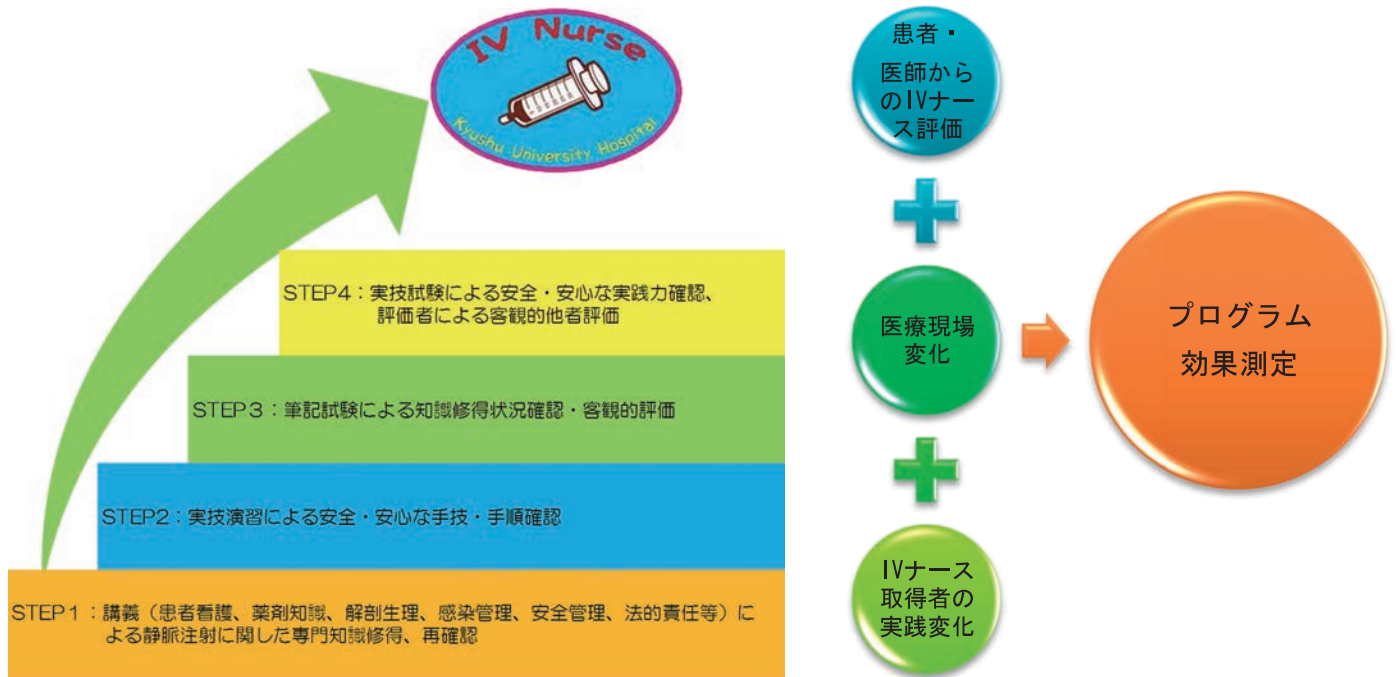 IV Nurse
Kyushu University Hospital
STEP4：実技試験による安全・安心な実践力確認、
評価者による客観的他者評価
STEP３：筆記試験による知識修得状況確認・客観的評価
STEP2：実技演習による安全・安心な手技・手順確認
STEP１：講義（患者看護、薬剤知識、解剖生理、感染管理、安全管理、法的責任等）に
よる静脈注射に関した専門知識修得、再確認
患者・
医師から
のIVナー
ス評価
医療現場
変化
IVナース
取得者の
実践変化
プログラム
効果測定